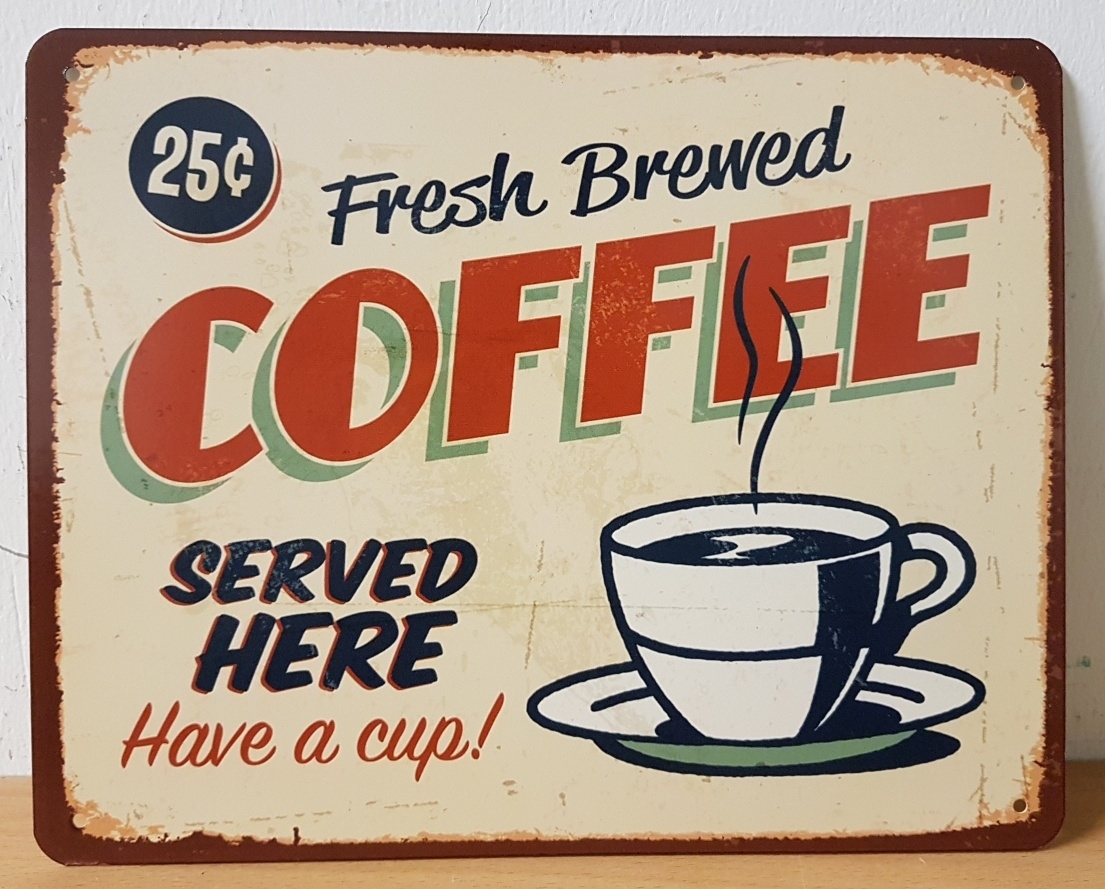 25¢
Fresh Brewed
COFFEE
SERVED
HERE
Have a cup!